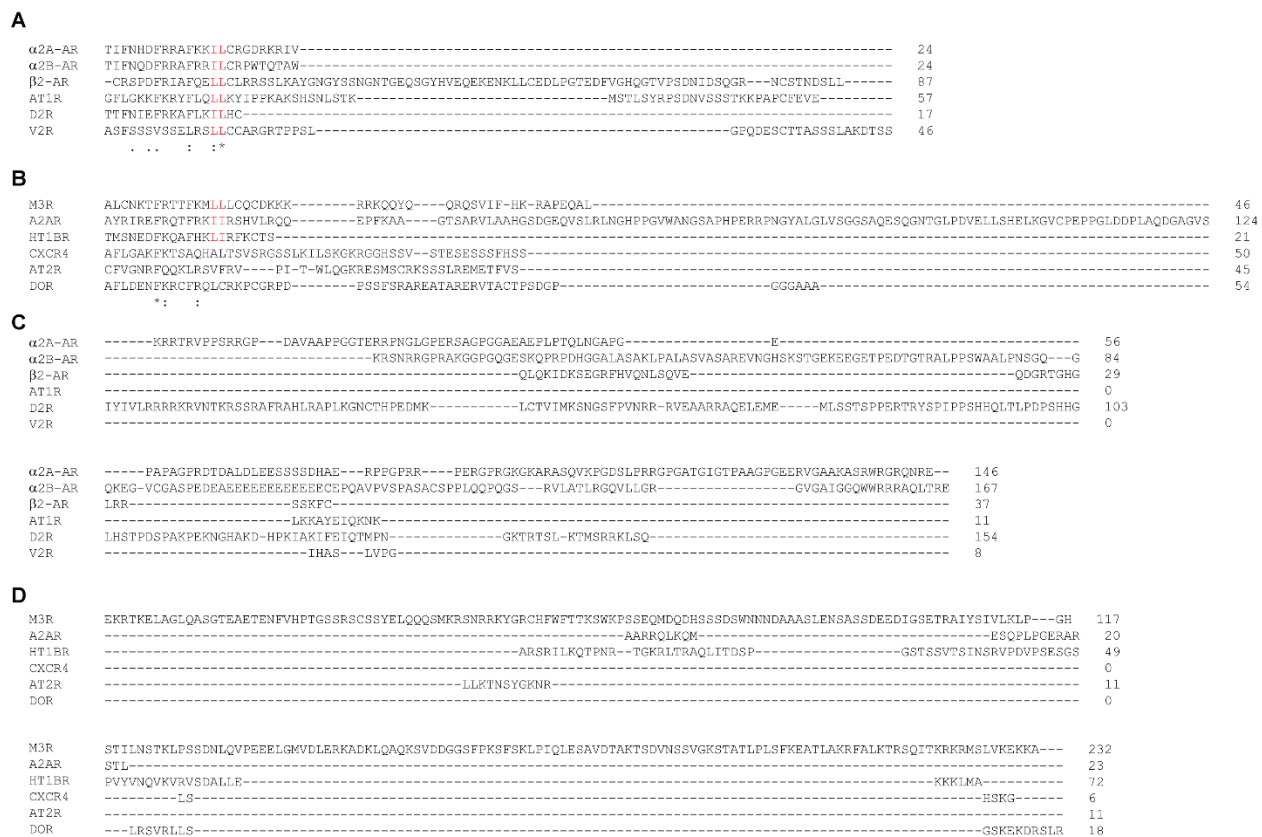 A
α2A-AR TIFNHDFRRAFKKILCRGDRKRIV-------------------------------------------------------------------------- 24
α2B-AR TIFNQDFRRAFRRILCRPWTQTAW-------------------------------------------------------------------------- 24
β2-AR -CRSPDFRIAFQELLCLRRSSLKAYGNGYSSNGNTGEQSGYHVEQEKENKLLCEDLPGTEDFVGHQGTVPSDNIDSQGR--NCSTNDSLL------ 87
AT1R GFLGKKFKRYFLQLLKYIPPKAKSHSNLSTK-------------------------------MSTLSYRPSDNVSSSTKKPAPCFEVE-------- 57
D2R TTFNIEFRKAFLKILHC--------------------------------------------------------------------------------- 17
V2R ASFSSSVSSELRSLLCCARGRTPPSL---------------------------------------------------GPQDESCTTASSSLAKDTSS 46
. .. : :*
B
M3R ALCNKTFRTTFKMLLLCQCDKKK--------RRKQQYQ----QRQSVIF-HK-RAPEQAL---------------------------------------------------------------------------- 46
A2AR AYRIREFRQTFRKIIRSHVLRQQ--------EPFKAA----GTSARVLAAHGSDGEQVSLRLNGHPPGVWANGSAPHPERRPNGYALGLVSGGSAQESQGNTGLPDVELLSHELKGVCPEPPGLDDPLAQDGAGVS 124
HT1BR TMSNEDFKQAFHKLIRFKCTS------------------------------------------------------------------------------------------------------------------- 21
CXCR4 AFLGAKFKTSAQHALTSVSRGSSLKILSKGKRGGHSSV--STESESSSFHSS------------------------------------------------------------------------------------ 50
AT2R CFVGNRFQQKLRSVFRV----PI-T-WLQGKRESMSCRKSSSLREMETFVS------------------------------------------------------------------------------------- 45
DOR AFLDENFKRCFRQLCRKPCGRPD--------PSSFSRAREATARERVTACTPSDGP--------------------------GGGAAA------------------------------------------------ 54
*: :
C
α2A-AR ------KRRTRVPPSRRGP--DAVAAPPGGTERRPNGLGPERSAGPGGAEAEPLPTQLNGAPG------------------E------------------------------------- 56
α2B-AR ---------------------------------KRSNRRGPRAKGGPGQGESKQPRPDHGGALASAKLPALASVASAREVNGHSKSTGEKEEGETPEDTGTRALPPSWAALPNSGQ---G 84
β2-AR ---------------------------------------------------QLQKIDKSEGRFHVQNLSQVE----------------------------------------QDGRTGHG 29
AT1R ------------------------------------------------------------------------------------------------------------------------ 0
D2R IYIVLRRRRKRVNTKRSSRAFRAHLRAPLKGNCTHPEDMK-----------LCTVIMKSNGSFPVNRR-RVEAARRAQELEME-----MLSSTSPPERTRYSPIPPSHHQLTLPDPSHHG 103
V2R ------------------------------------------------------------------------------------------------------------------------ 0
α2A-AR -----PAPAGPRDTDALDLEESSSSDHAE---RPPGPRR---PERGPRGKGKARASQVKPGDSLPRRGPGATGIGTPAAGPGEERVGAAKASRWRGRQNRE-- 146
α2B-AR QKEG-VCGASPEDEAEEEEEEEEEEEECEPQAVPVSPASACSPPLQQPQGS--RVLATLRGQVLLGR-----------------GVGAIGGQWWRRRAQLTRE 167
β2-AR LRR--------------------SSKFC---------------------------------------------------------------------------- 37
AT1R -----------------------LKKAYEIQKNK---------------------------------------------------------------------- 11
D2R LHSTPDSPAKPEKNGHAKD-HPKIAKIFEIQTMPN--------------GKTRTSL-KTMSRRKLSQ------------------------------------- 154
V2R -------------------------IHAS---LVPG-------------------------------------------------------------------- 8
D
M3R EKRTKELAGLQASGTEAETENFVHPTGSSRSCSSYELQQQSMKRSNRRKYGRCHFWFTTKSWKPSSEQMDQDHSSSDSWNNNDAAASLENSASSDEEDIGSETRAIYSIVLKLP---GH 117
A2AR ----------------------------------------------------------------AARRQLKQM------------------------------------ESQPLPGERAR 20
HT1BR ---------------------------------------------------ARSRILKQTPNR--TGKRLTRAQLITDSP------------------GSTSSVTSINSRVPDVPSESGS 49
CXCR4 ------------------------------------------------------------------------------------------------------------------------ 0
AT2R --------------------------------------------LLKTNSYGKNR----------------------------------------------------------------- 11
DOR ------------------------------------------------------------------------------------------------------------------------ 0
M3R STILNSTKLPSSDNLQVPEEELGMVDLERKADKLQAQKSVDDGGSFPKSFSKLPIQLESAVDTAKTSDVNSSVGKSTATLPLSFKEATLAKRFALKTRSQITKRKRMSLVKEKKA--- 232
A2AR STL------------------------------------------------------------------------------------------------------------------- 23
HT1BR PVYVNQVKVRVSDALLE-------------------------------------------------------------------------------------KKKLMA---------- 72
CXCR4 ---------LS--------------------------------------------------------------------------------------------------HSKG------ 6
AT2R ---------------------------------------------------------------------------------------------------------------------- 11
DOR ---LRSVRLLS--------------------------------------------------------------------------------------------------GSKEKDRSLR 18